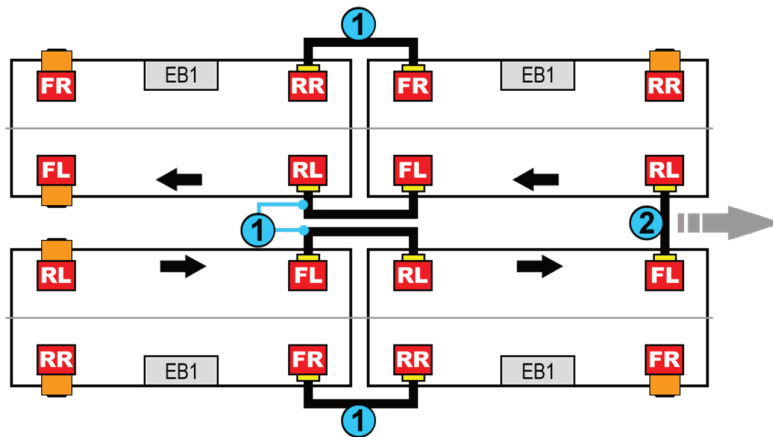 1
FR EB1 RR FR EB1 RR
FL RL FL RL
1 2
RL FL RL FL
RR EB1 FR RR EB1 FR
1